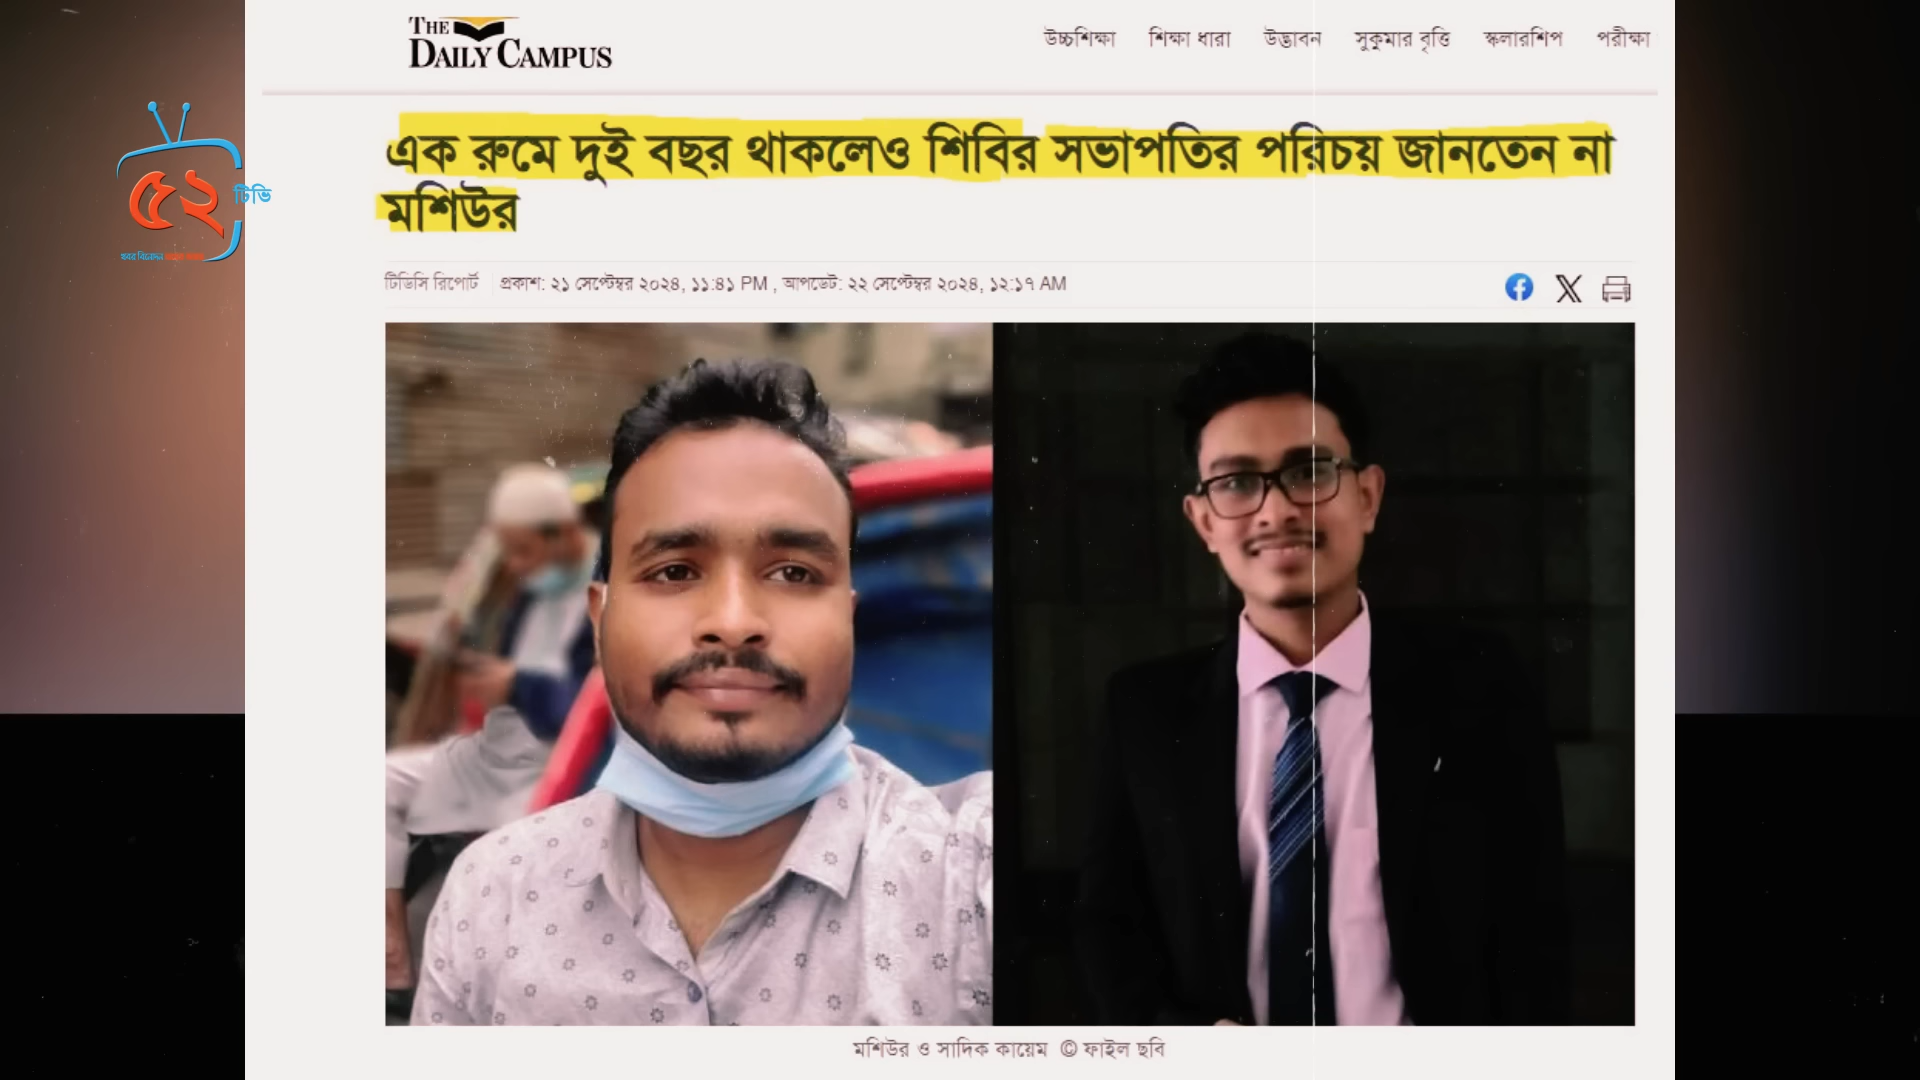 THE
DAILY CAMPUS
উচ্চশিক্ষা শিক্ষা ধারা উদ্ভাবন সুকুমার বৃত্তি স্কলারশিপ পরীক্ষা
৫২ টিভি
এক রুমে দুই বছর থাকলেও শিবির সভাপতির পরিচয় জানতেন না
মশিউর
টিডিসি রিপোর্ট প্রকাশ: ২১ সেপ্টেম্বর ২০২৪, ১১:৪১ PM , আপডেট: ২২ সেপ্টেম্বর ২০২৪, ১২:১৭ AM
মশিউর ও সাদিক কায়েম © ফাইল ছবি